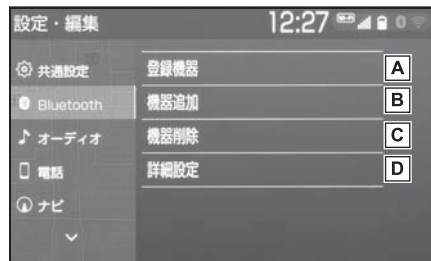 設定・編集 12:27
共通設定
Bluetooth
オーディオ
電話
ナビ
登録機器 A
機器追加 B
機器削除 C
詳細設定 D